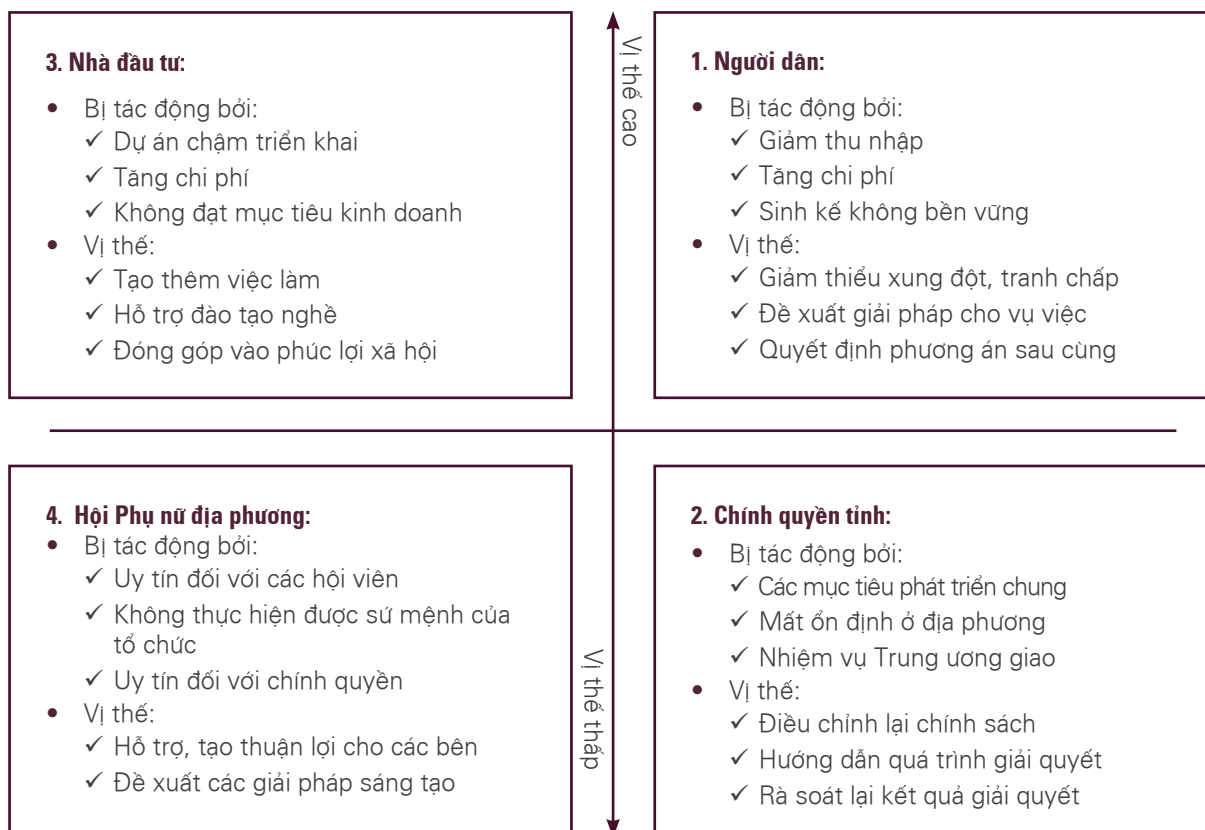 3. Nhà đầu tư:
• Bị tác động bởi:
✓ Dự án chậm triển khai
✓ Tăng chi phí
✓ Không đạt mục tiêu kinh doanh
• Vị thế:
✓ Tạo thêm việc làm
✓ Hỗ trợ đào tạo nghề
✓ Đóng góp vào phúc lợi xã hội
Vị thế cao
1. Người dân:
• Bị tác động bởi:
✓ Giảm thu nhập
✓ Tăng chi phí
✓ Sinh kế không bền vững
• Vị thế:
✓ Giảm thiểu xung đột, tranh chấp
✓ Đề xuất giải pháp cho vụ việc
✓ Quyết định phương án sau cùng
4. Hội Phụ nữ địa phương:
• Bị tác động bởi:
✓ Uy tín đối với các hội viên
✓ Không thực hiện được sứ mệnh của
tổ chức
✓ Uy tín đối với chính quyền
• Vị thế:
✓ Hỗ trợ, tạo thuận lợi cho các bên
✓ Đề xuất các giải pháp sáng tạo
Vị thế thấp
2. Chính quyền tỉnh:
• Bị tác động bởi:
✓ Các mục tiêu phát triển chung
✓ Mất ổn định ở địa phương
✓ Nhiệm vụ Trung ương giao
• Vị thế:
✓ Điều chỉnh lại chính sách
✓ Hướng dẫn quá trình giải quyết
✓ Rà soát lại kết quả giải quyết